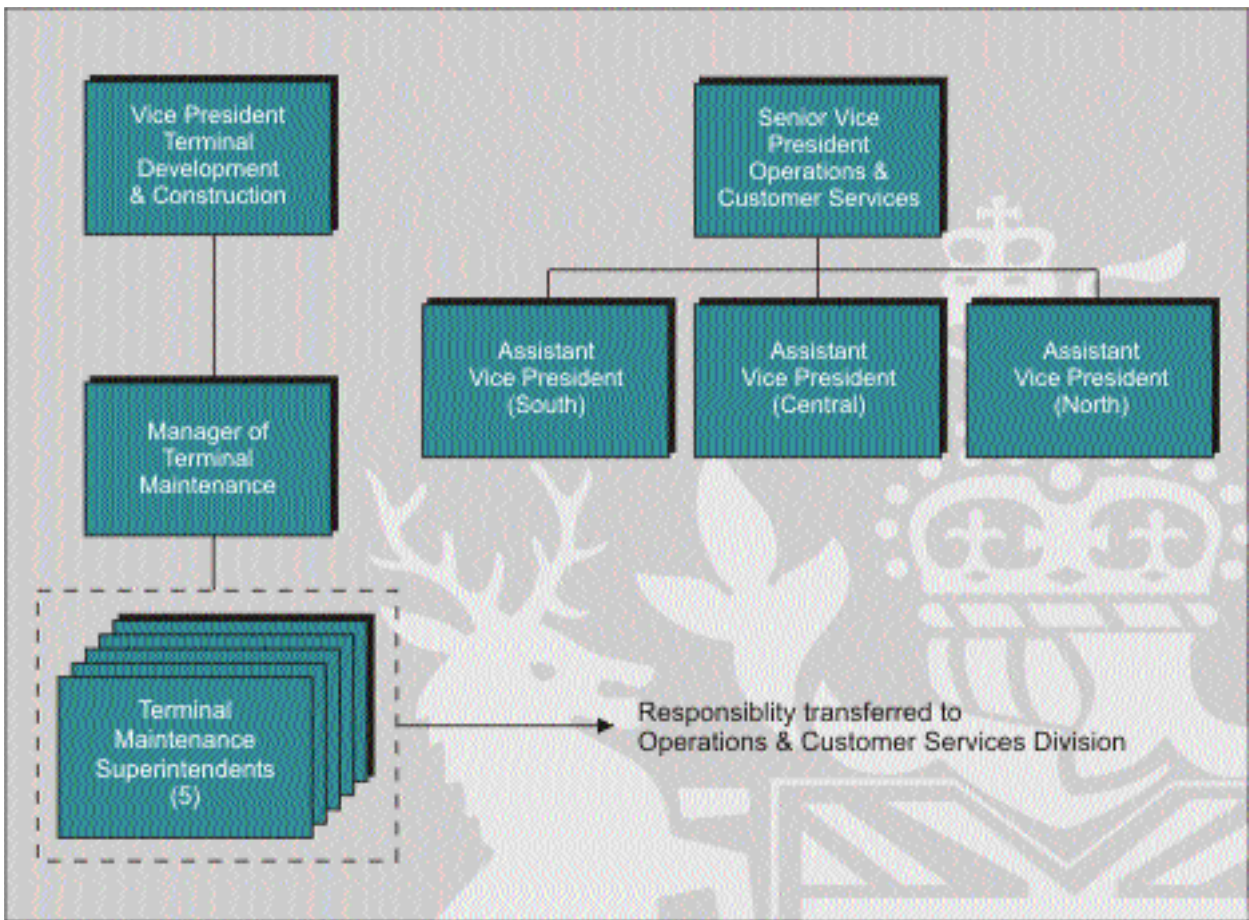 Vice President
Terminal
Development
& Construction
Senior Vice
President
Operations &
Customer Services
Assistant
Vice President
(South)
Assistant
Vice President
(Central)
Assistant
Vice President
(North)
Manager of
Terminal
Maintenance
Terminal
Maintenance
Superintendents
(5)
Responsiblity transferred to
Operations & Customer Services Division